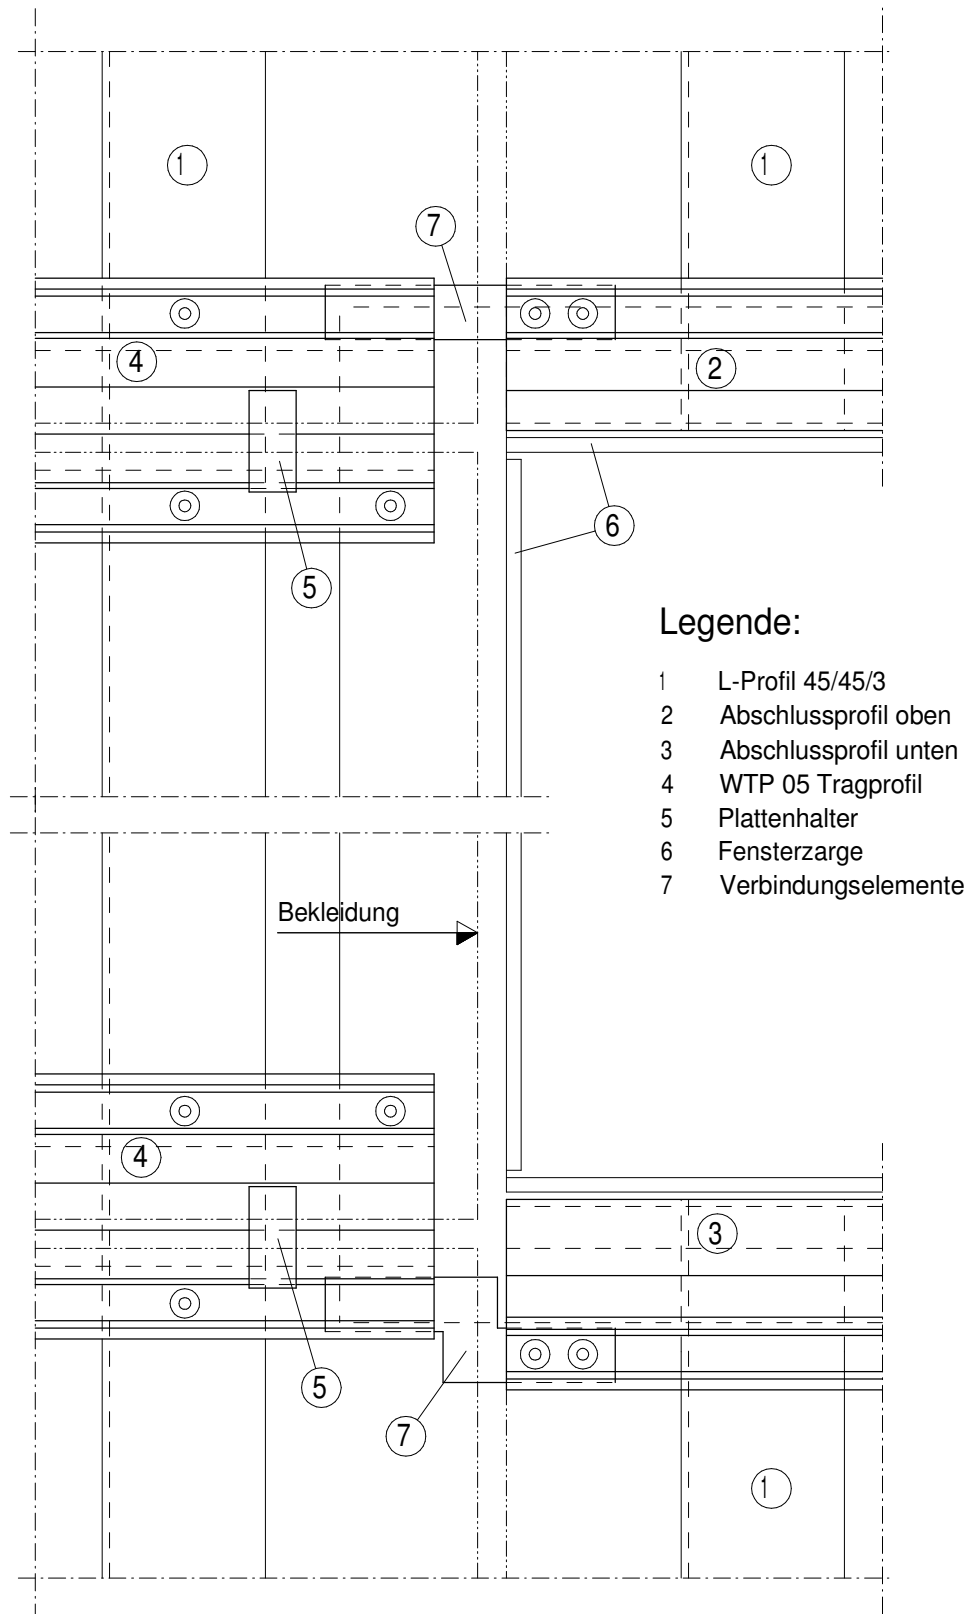 1 1
7
4
2
5
6
Legende:
1 L-Profil 45/45/3
2 Abschlussprofil oben
3 Abschlussprofil unten
4 WTP 05 Tragprofil
5 Plattenhalter
6 Fensterzarge
7 Verbindungselemente
Bekleidung
4
3
5
7
1